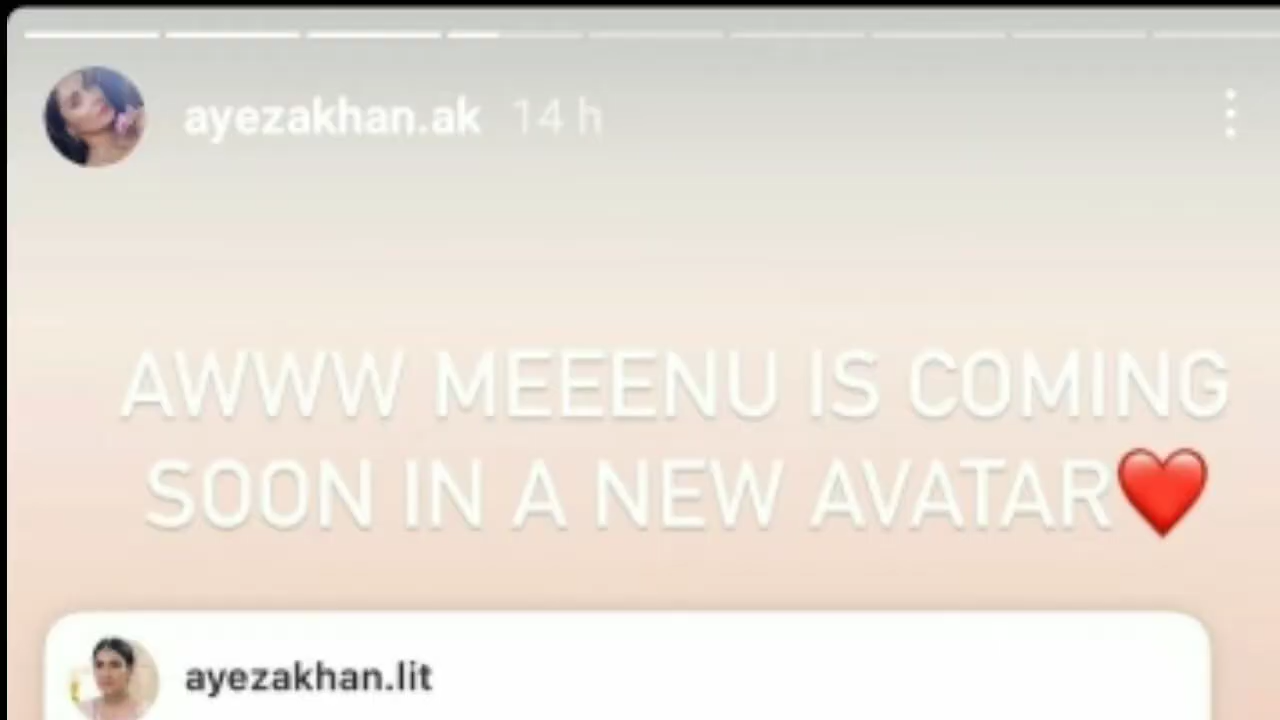 ayezakhan.ak 14 h
AWWW MEEENU IS COMING
SOON IN A NEW AVATAR❤️
ayezakhan.lit